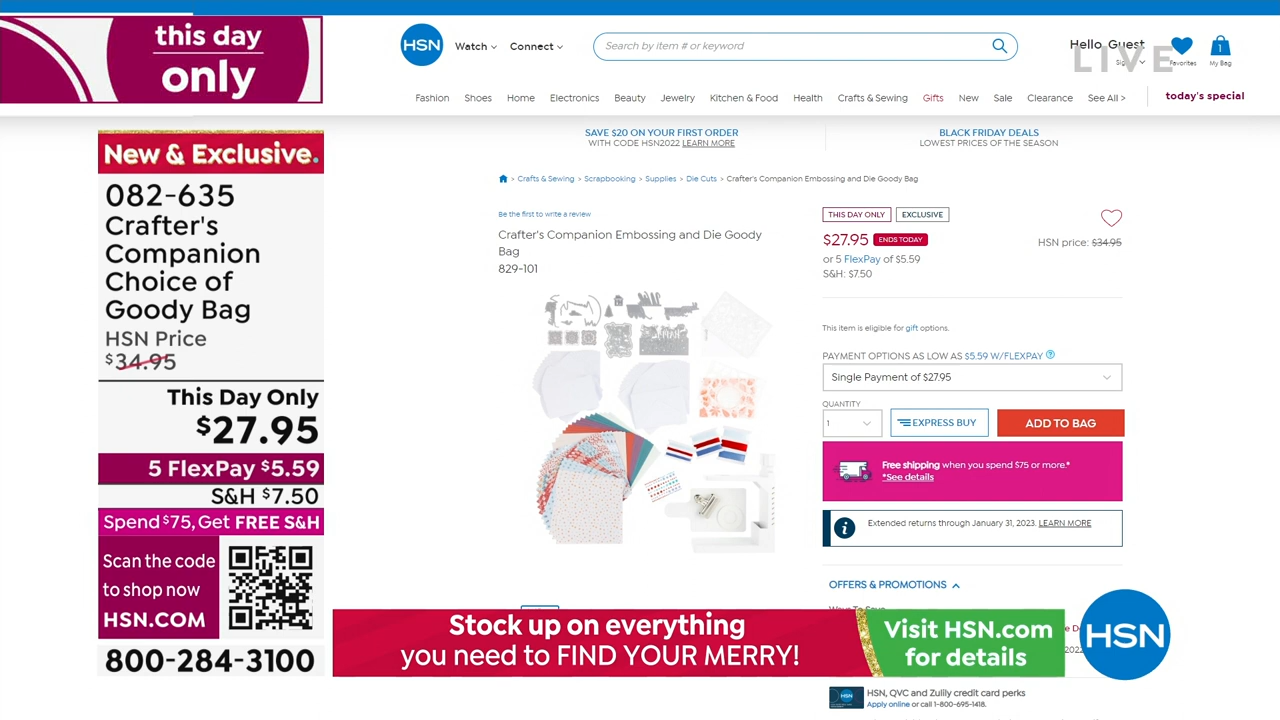 this day
only
New & Exclusive.
082-635
Crafter's
Companion
Choice of
Goody Bag
HSN Price
$34.95
This Day Only
$27.95
5 FlexPay $5.59
S&H $7.50
Spend $75, Get FREE S&H
Scan the code
to shop now
HSN.COM
800-284-3100
HSN
Watch
Connect
Search by item # or keyword
Hello, Guest
LIVE
Favorites
1
My Bag
Fashion Shoes Home Electronics Beauty Jewelry Kitchen & Food Health Crafts & Sewing Gifts New Sale Clearance See All >
today's special
SAVE $20 ON YOUR FIRST ORDER
WITH CODE HSN2022 LEARN MORE
BLACK FRIDAY DEALS
LOWEST PRICES OF THE SEASON
> Crafts & Sewing > Scrapbooking > Supplies > Die Cuts > Crafter's Companion Embossing and Die Goody Bag
Be the first to write a review
Crafter's Companion Embossing and Die Goody
Bag
829-101
THIS DAY ONLY
EXCLUSIVE
$27.95 ENDS TODAY
HSN price: $34.95
or 5 FlexPay of $5.59
S&H: $7.50
This item is eligible for gift options.
PAYMENT OPTIONS AS LOW AS $5.59 W/FLEXPAY ?
Single Payment of $27.95
QUANTITY
1
EXPRESS BUY
ADD TO BAG
Free shipping when you spend $75 or more.*
*See details
i
Extended returns through January 31, 2023. LEARN MORE
OFFERS & PROMOTIONS
Stock up on everything
you need to FIND YOUR MERRY!
Visit HSN.com
for details
HSN
HSN
HSN, QVC and Zulily credit card perks
Apply online or call 1-800-695-1418.